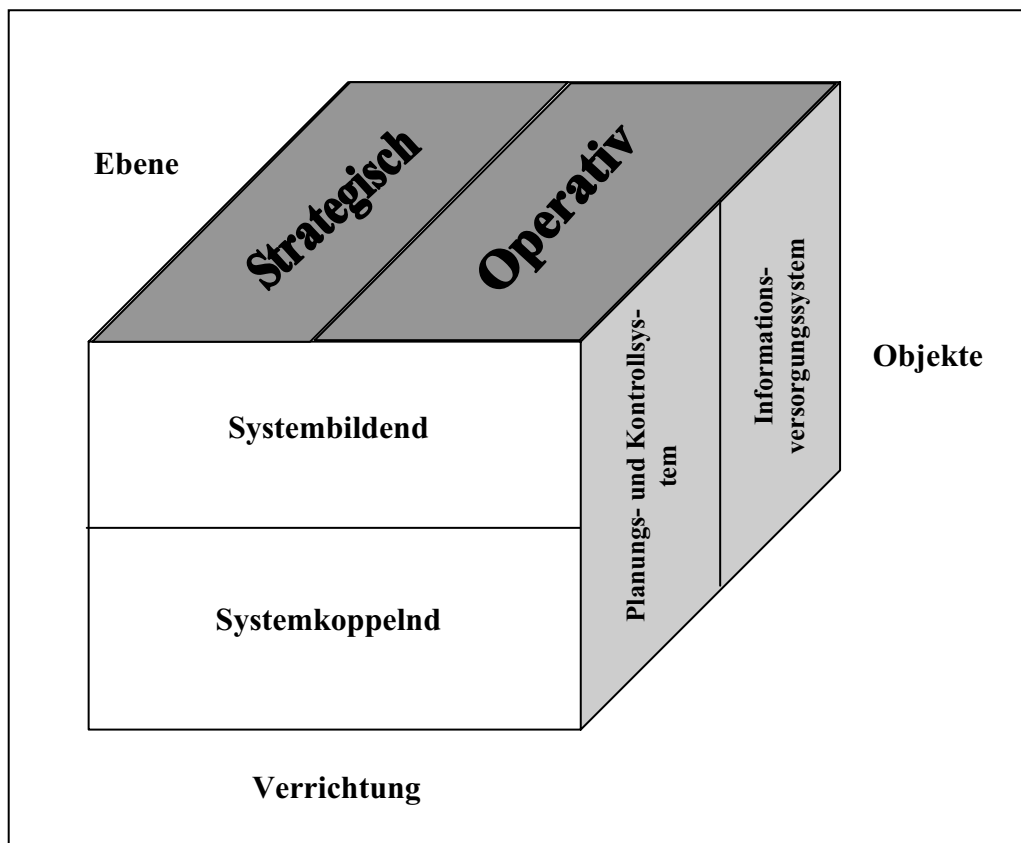 Ebene
Strategisch
Operativ
Systembildend
Systemkoppelnd
Planungs- und Kontrollsys-
tem
Informations-
versorgungssystem
Objekte
Verrichtung